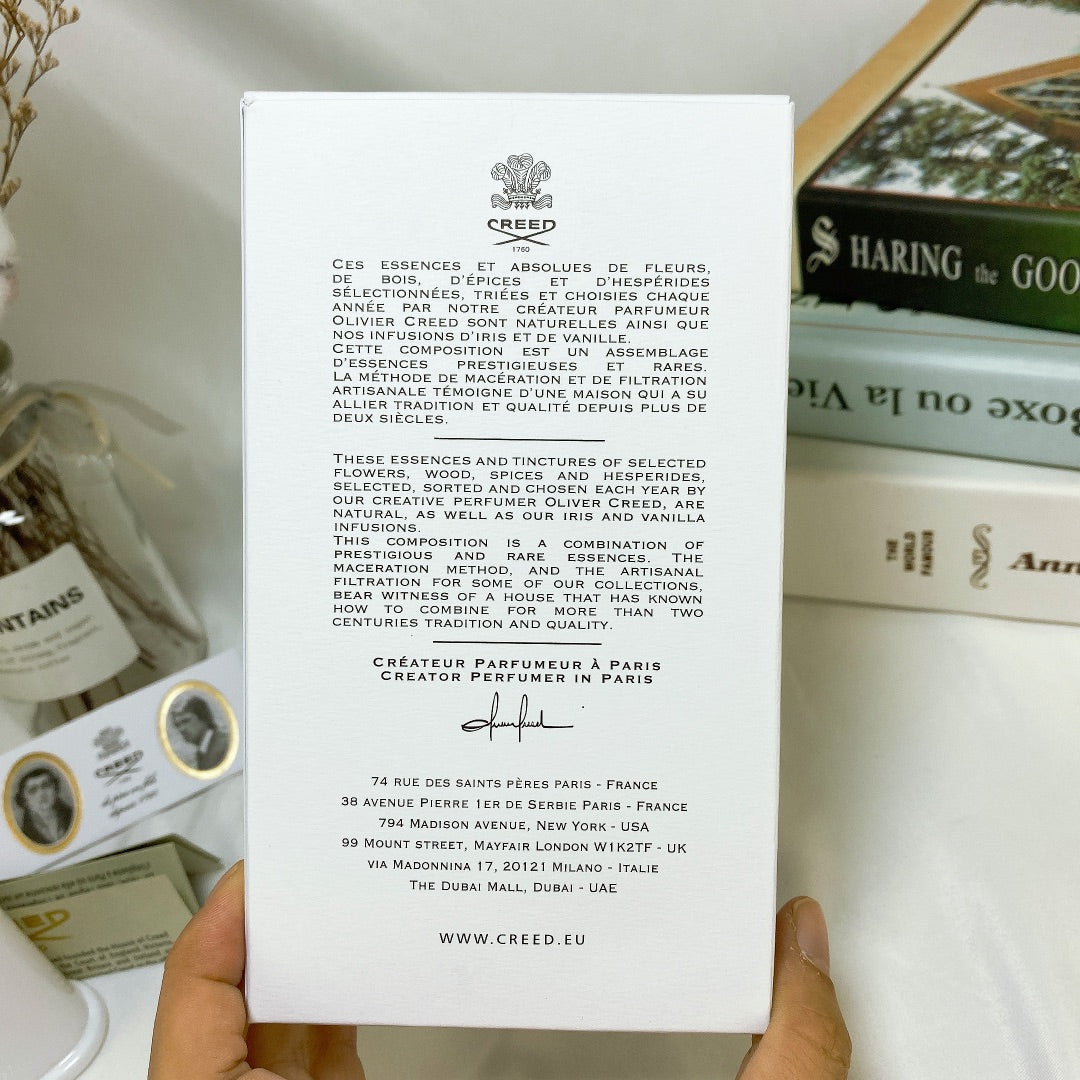 CREED
1760
CES ESSENCES ET ABSOLUES DE FLEURS,
DE BOIS, D'ÉPICES ET D'HESPÉRIDES
SÉLECTIONNÉES, TRIÉES ET CHOISIES CHAQUE
ANNÉE PAR NOTRE CRÉATEUR PARFUMEUR
OLIVIER CREED SONT NATURELLES AINSI QUE
NOS INFUSIONS D'IRIS ET DE VANILLE.
CETTE COMPOSITION EST UN ASSEMBLAGE
D'ESSENCES PRESTIGIEUSES ET RARES.
LA MÉTHODE DE MACÉRATION ET DE FILTRATION
ARTISANALE TÉMOIGNE D'UNE MAISON QUI A SU
ALLIER TRADITION ET QUALITÉ DEPUIS PLUS DE
DEUX SIÈCLES.
THESE ESSENCES AND TINCTURES OF SELECTED
FLOWERS, WOOD, SPICES AND HESPERIDES,
SELECTED, SORTED AND CHOSEN EACH YEAR BY
OUR CREATIVE PERFUMER OLIVER CREED, ARE
NATURAL, AS WELL AS OUR IRIS AND VANILLA
INFUSIONS.
THIS COMPOSITION IS A COMBINATION OF
PRESTIGIOUS AND RARE ESSENCES. THE
MACERATION METHOD, AND THE ARTISANAL
FILTRATION FOR SOME OF OUR COLLECTIONS,
BEAR WITNESS OF A HOUSE THAT HAS KNOWN
HOW TO COMBINE FOR MORE THAN TWO
CENTURIES TRADITION AND QUALITY.
CRÉATEUR PARFUMEUR À PARIS
CREATOR PERFUMER IN PARIS
74 RUE DES SAINTS PÈRES PARIS - FRANCE
38 AVENUE PIERRE 1ER DE SERBIE PARIS - FRANCE
794 MADISON AVENUE, NEW YORK - USA
99 MOUNT STREET, MAYFAIR LONDON W1K2TF - UK
VIA MADONNINA 17, 20121 MILANO - ITALIE
THE DUBAI MALL, DUBAI - UAE
WWW.CREED.EU
SHARING the GOO
Boxe ou la Vie
THE WORLD FAMOUS
Ann
NTAINS
CREED